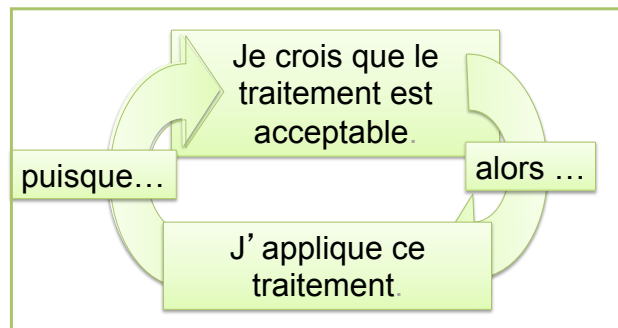 Je crois que le
traitement est
acceptable.
puisque…
alors …
J’applique ce
traitement.